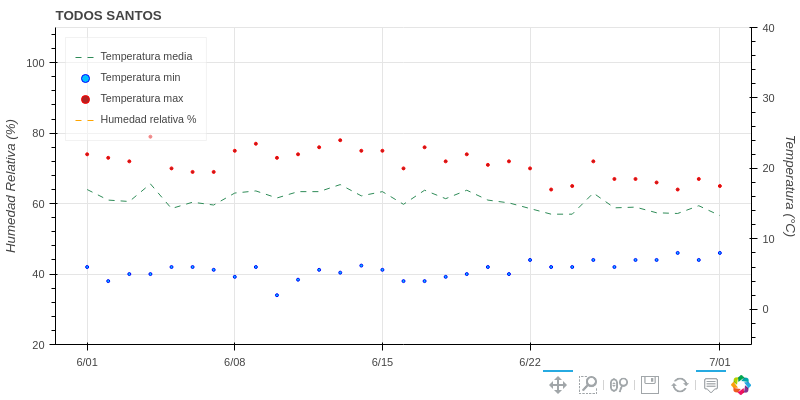 TODOS SANTOS
Temperatura media
Temperatura min
Temperatura max
Humedad relativa %
Humedad Relativa (%)
100
80
60
40
20
Temperatura (°C)
40
30
20
10
0
6/01
6/08
6/15
6/22
7/01